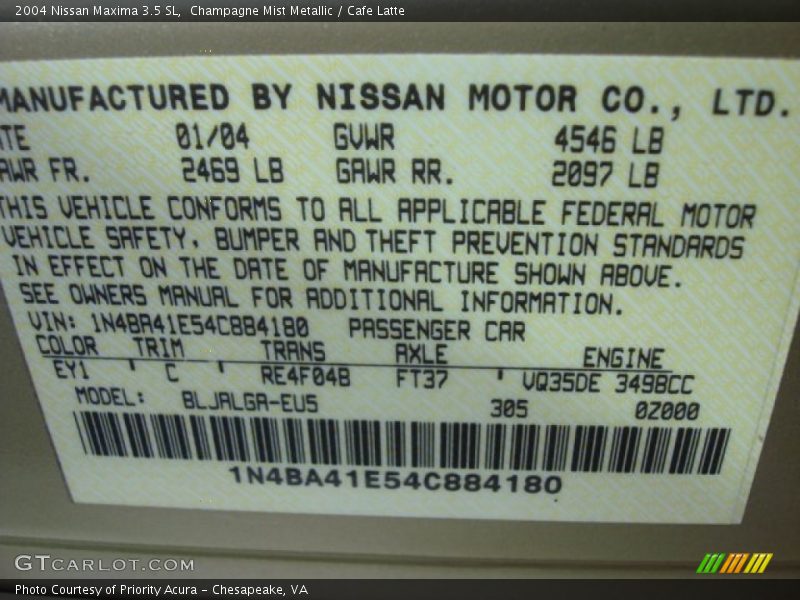 2004 Nissan Maxima 3.5 SL, Champagne Mist Metallic / Cafe Latte
MANUFACTURED BY NISSAN MOTOR CO., LTD.
ATE 01/04 GVWR 4546 LB
AWR FR. 2469 LB GAWR RR. 2097 LB
THIS VEHICLE CONFORMS TO ALL APPLICABLE FEDERAL MOTOR
VEHICLE SAFETY, BUMPER AND THEFT PREVENTION STANDARDS
IN EFFECT ON THE DATE OF MANUFACTURE SHOWN ABOVE.
SEE OWNERS MANUAL FOR ADDITIONAL INFORMATION.
VIN: 1N4BA41E54C884180 PASSENGER CAR
COLOR TRIM TRANS AXLE ENGINE
EY1 ' C ' RE4F04B FT37 ' VQ35DE 3498CC
MODEL: BLJALGA-EU5 305 0Z000
1N4BA41E54C884180
GTCARLOT.COM
Photo Courtesy of Priority Acura – Chesapeake, VA